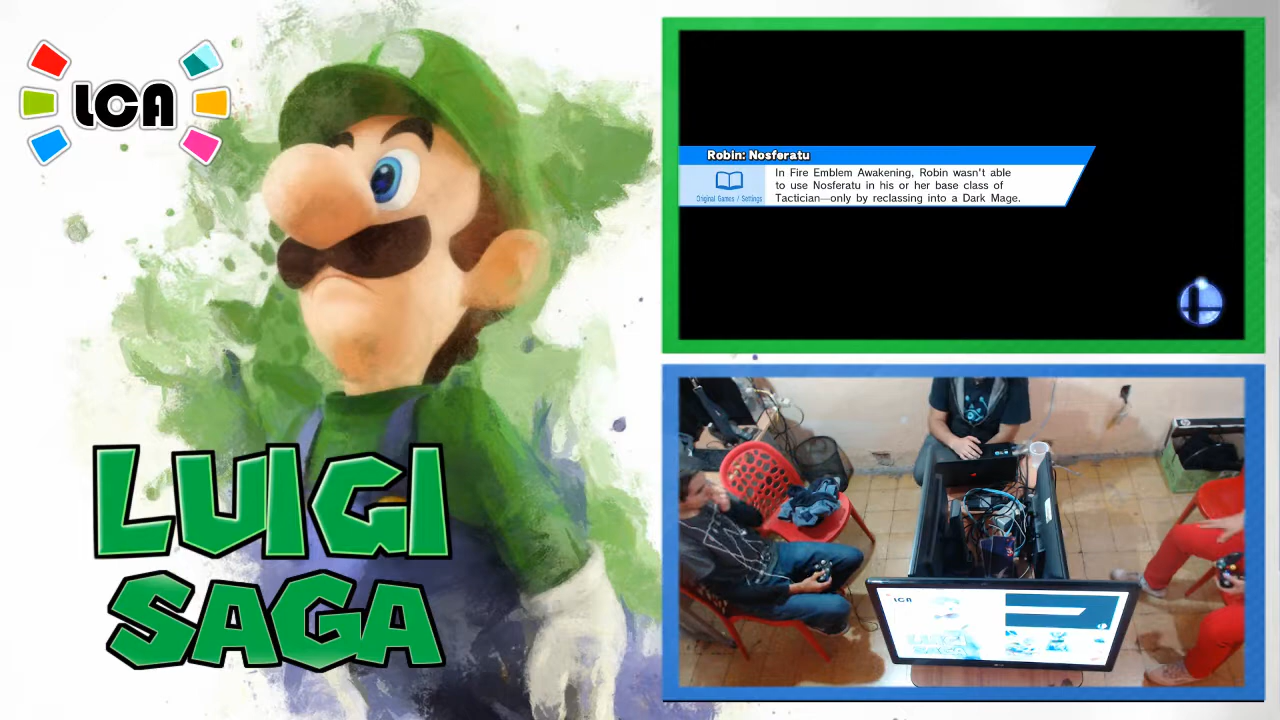 LCA
LUIGI
SAGA
Robin: Nosferatu
In Fire Emblem Awakening, Robin wasn't able
to use Nosferatu in his or her base class of
Tactician—only by reclassing into a Dark Mage.
Original Games / Settings
LCA